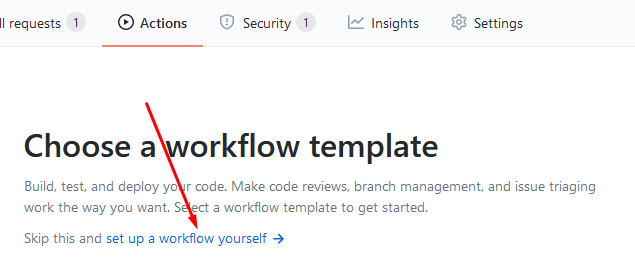 ll requests 1 Actions Security 1 Insights Settings
Choose a workflow template
Build, test, and deploy your code. Make code reviews, branch management, and issue triaging
work the way you want. Select a workflow template to get started.
Skip this and set up a workflow yourself →